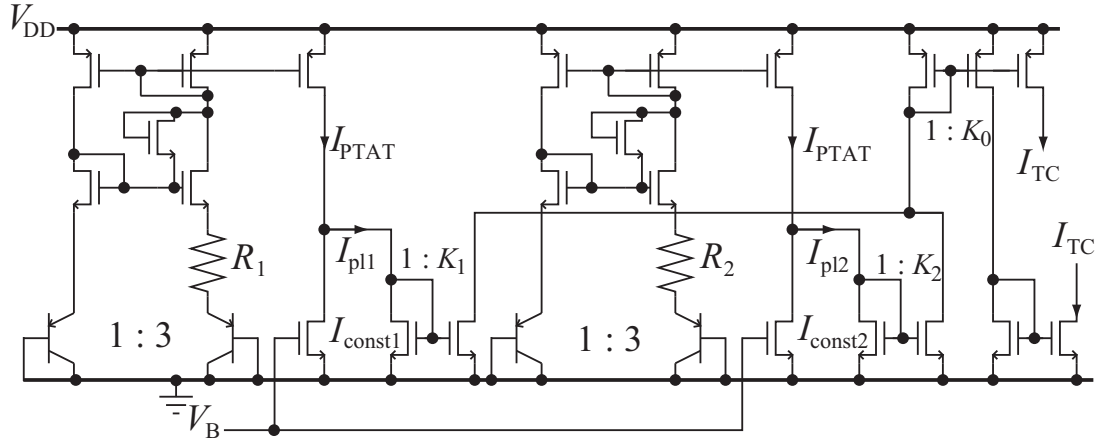 V_DD
I_PTAT
I_PTAT
1 : K_0
I_TC
R_1
I_pl1
1 : K_1
R_2
I_pl2
1 : K_2
I_TC
1 : 3
I_const1
1 : 3
I_const2
V_B